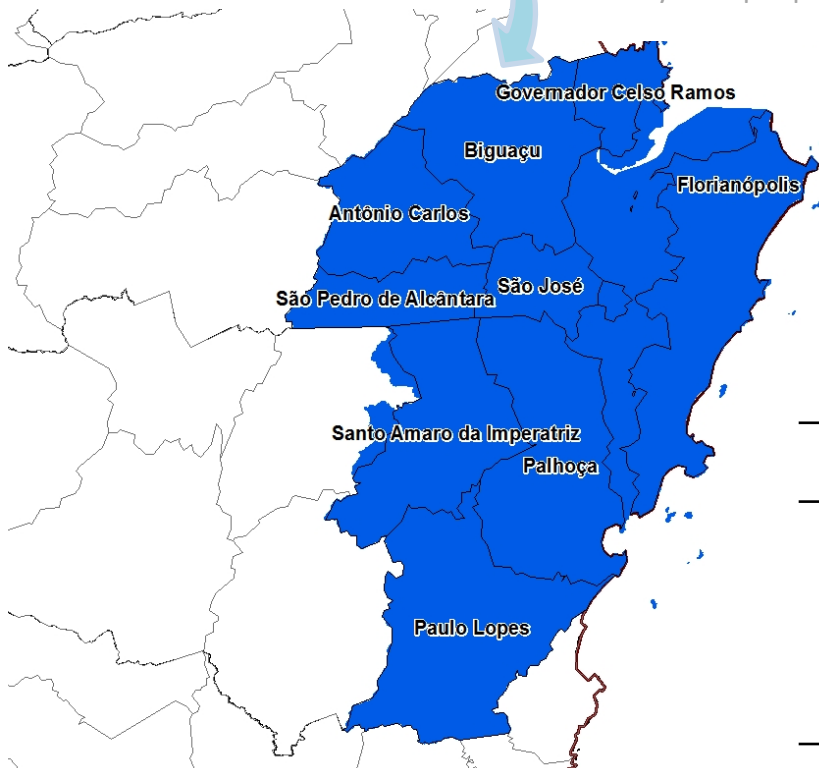 Governador Celso Ramos
Biguaçu
Florianópolis
Antônio Carlos
São José
São Pedro de Alcântara
Santo Amaro da Imperatriz
Palhoça
Paulo Lopes